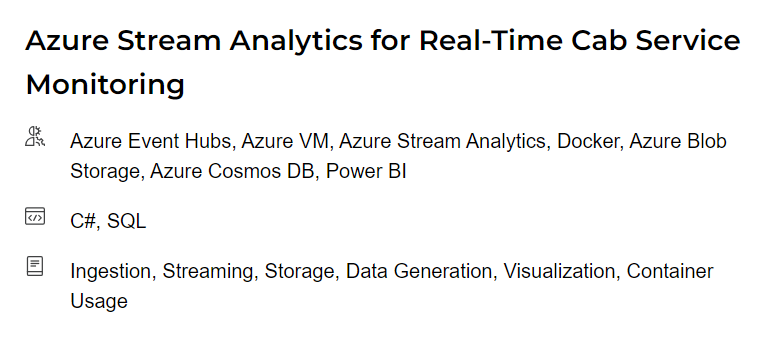 Azure Stream Analytics for Real-Time Cab Service
Monitoring
Azure Event Hubs, Azure VM, Azure Stream Analytics, Docker, Azure Blob
Storage, Azure Cosmos DB, Power BI
C#, SQL
Ingestion, Streaming, Storage, Data Generation, Visualization, Container
Usage